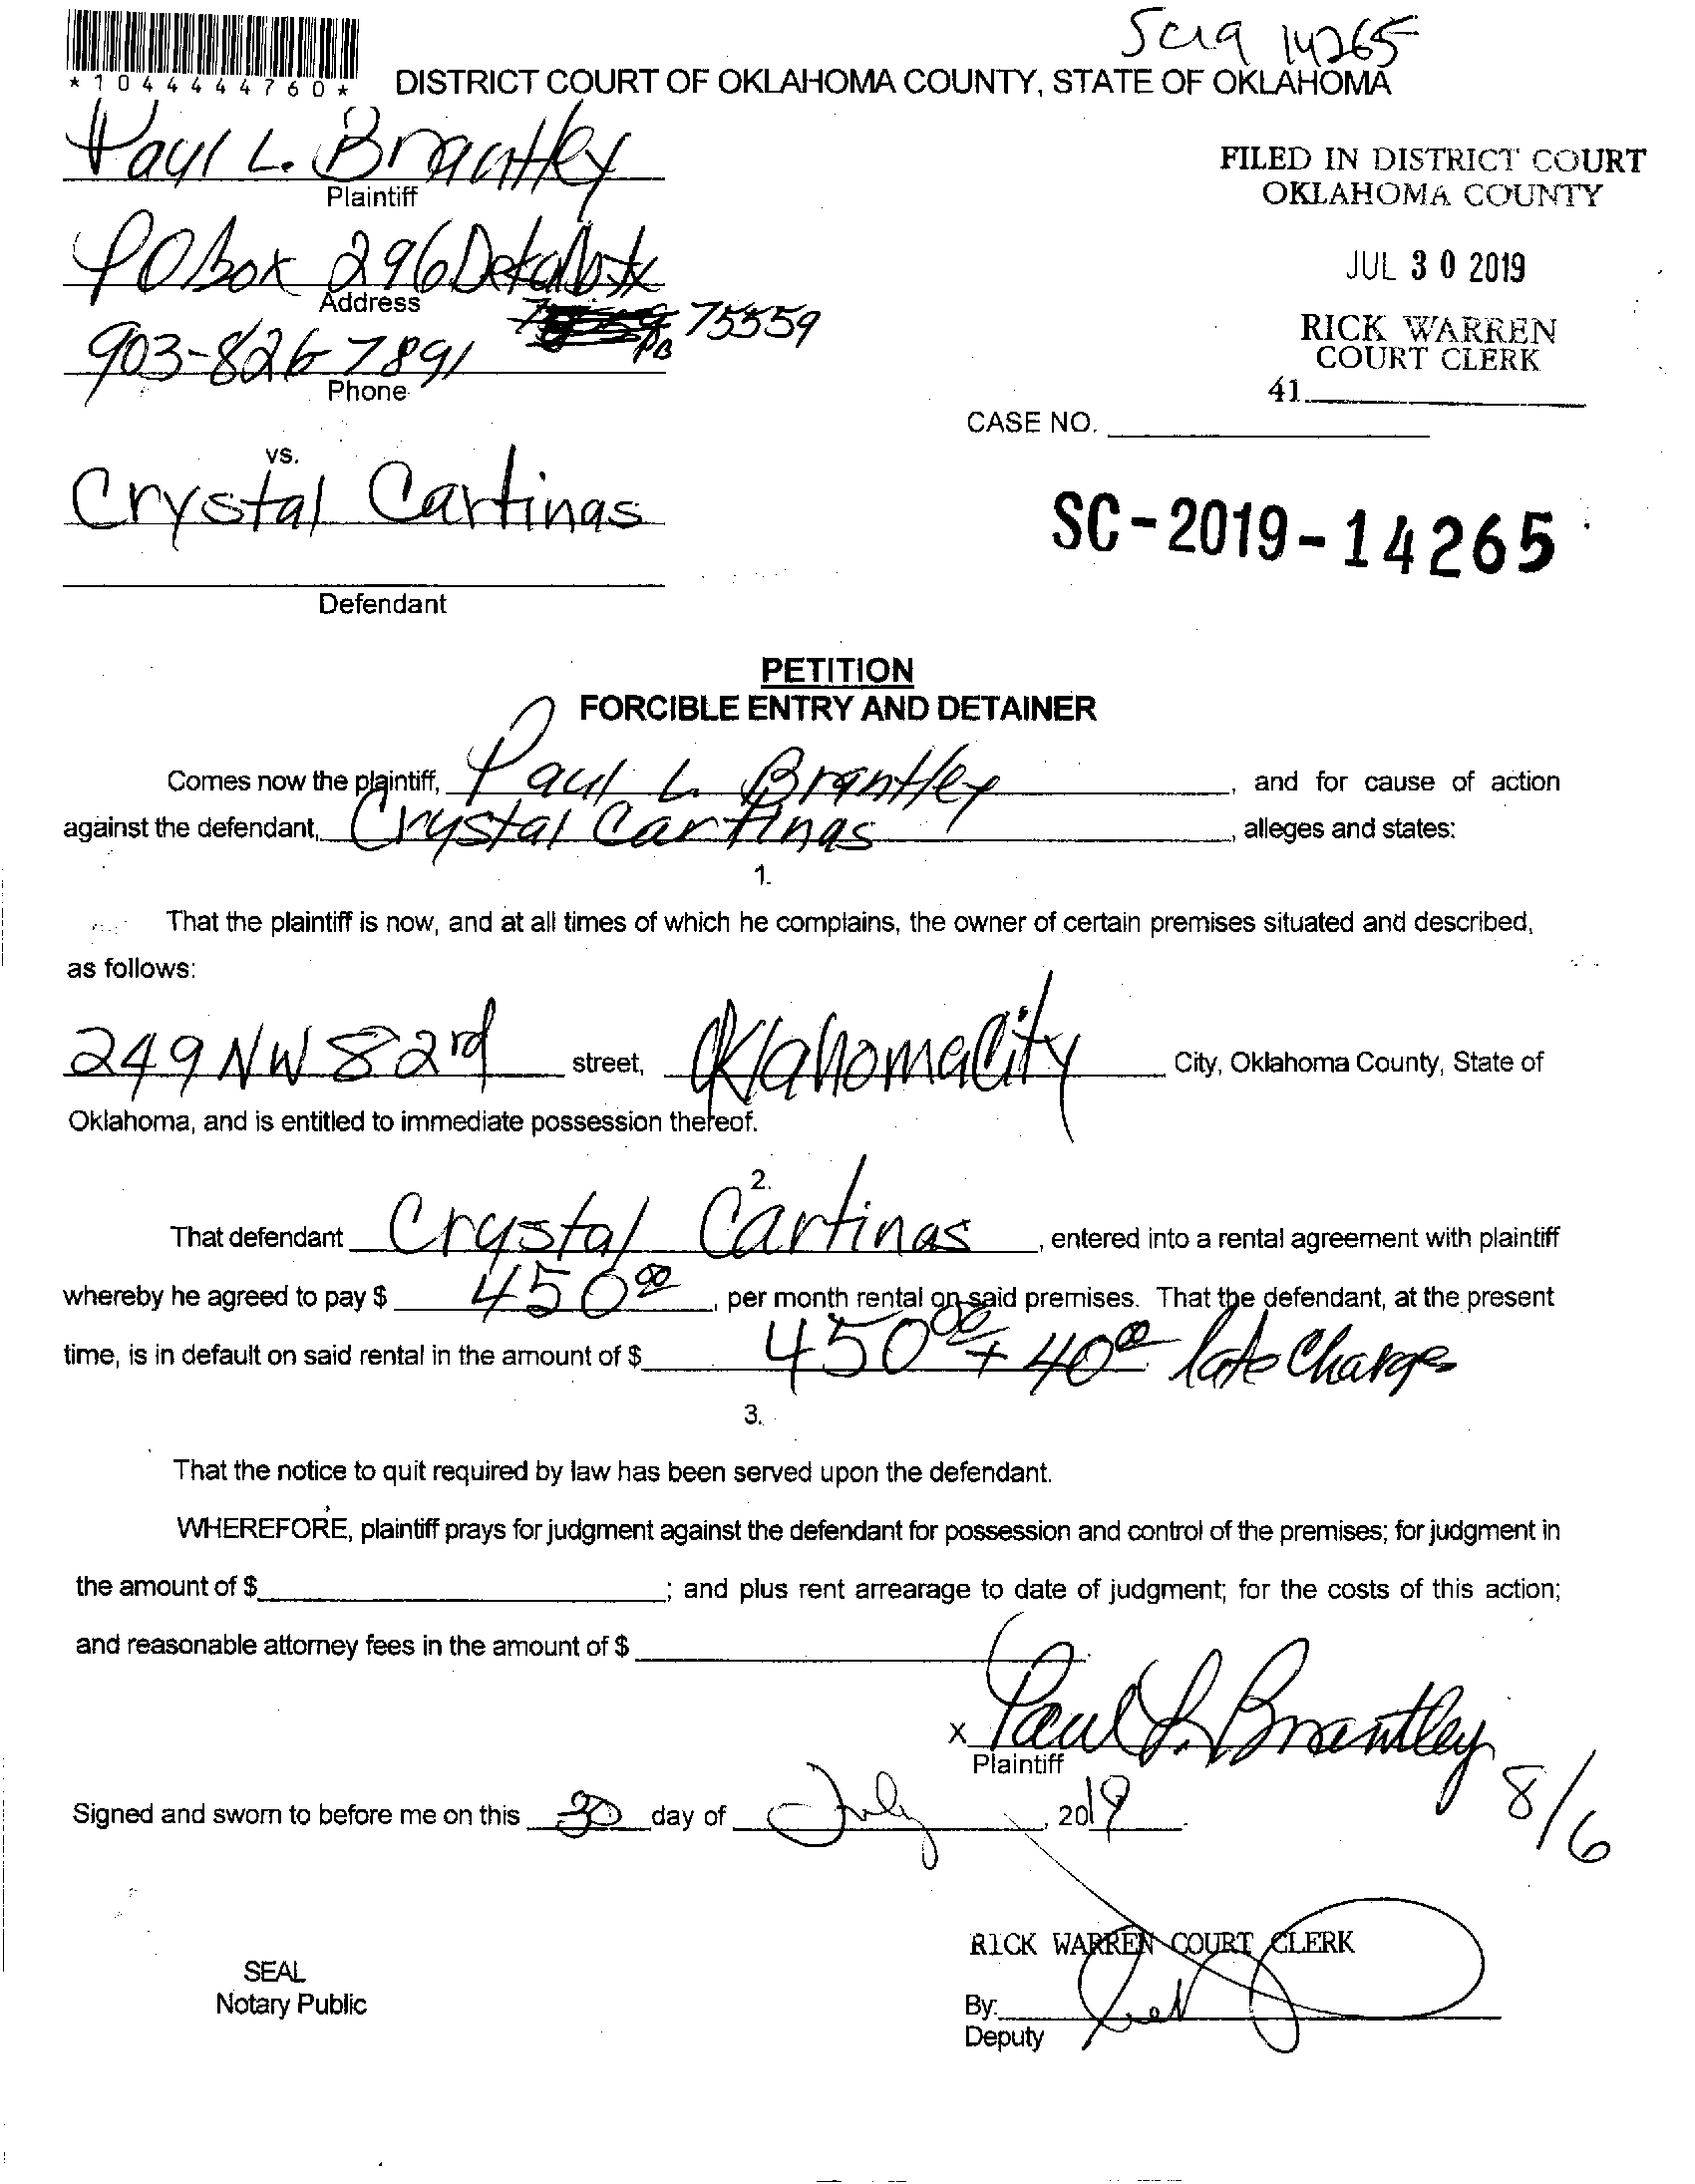 SC19 14265
*1044444760*
DISTRICT COURT OF OKLAHOMA COUNTY, STATE OF OKLAHOMA
Paul L. Brantley
Plaintiff
FILED IN DISTRICT COURT
OKLAHOMA COUNTY
PO box 296 Dekalb tx
Address
75559
JUL 30 2019
903-826-7891
Phone
RICK WARREN
COURT CLERK
41
CASE NO.
vs.
Crystal Cartinas
SC-2019-14265
Defendant
PETITION
FORCIBLE ENTRY AND DETAINER
Comes now the plaintiff, Paul L. Brantley, and for cause of action
against the defendant, Crystal Cartinas, alleges and states:
1.
That the plaintiff is now, and at all times of which he complains, the owner of certain premises situated and described,
as follows:
249 NW 82rd street, Oklahoma City City, Oklahoma County, State of
Oklahoma, and is entitled to immediate possession thereof.
2.
That defendant Crystal Cartinas, entered into a rental agreement with plaintiff
whereby he agreed to pay $ 450 00, per month rental on said premises. That the defendant, at the present
time, is in default on said rental in the amount of $ 450 00 + 40 00 late Charges
3.
That the notice to quit required by law has been served upon the defendant.
WHEREFORE, plaintiff prays for judgment against the defendant for possession and control of the premises; for judgment in
the amount of $ ; and plus rent arrearage to date of judgment; for the costs of this action;
and reasonable attorney fees in the amount of $ .
x Paul L. Brantley
Plaintiff
8/6
Signed and sworn to before me on this 30 day of July, 2019.
RICK WARREN COURT CLERK
SEAL
Notary Public
By:
Deputy